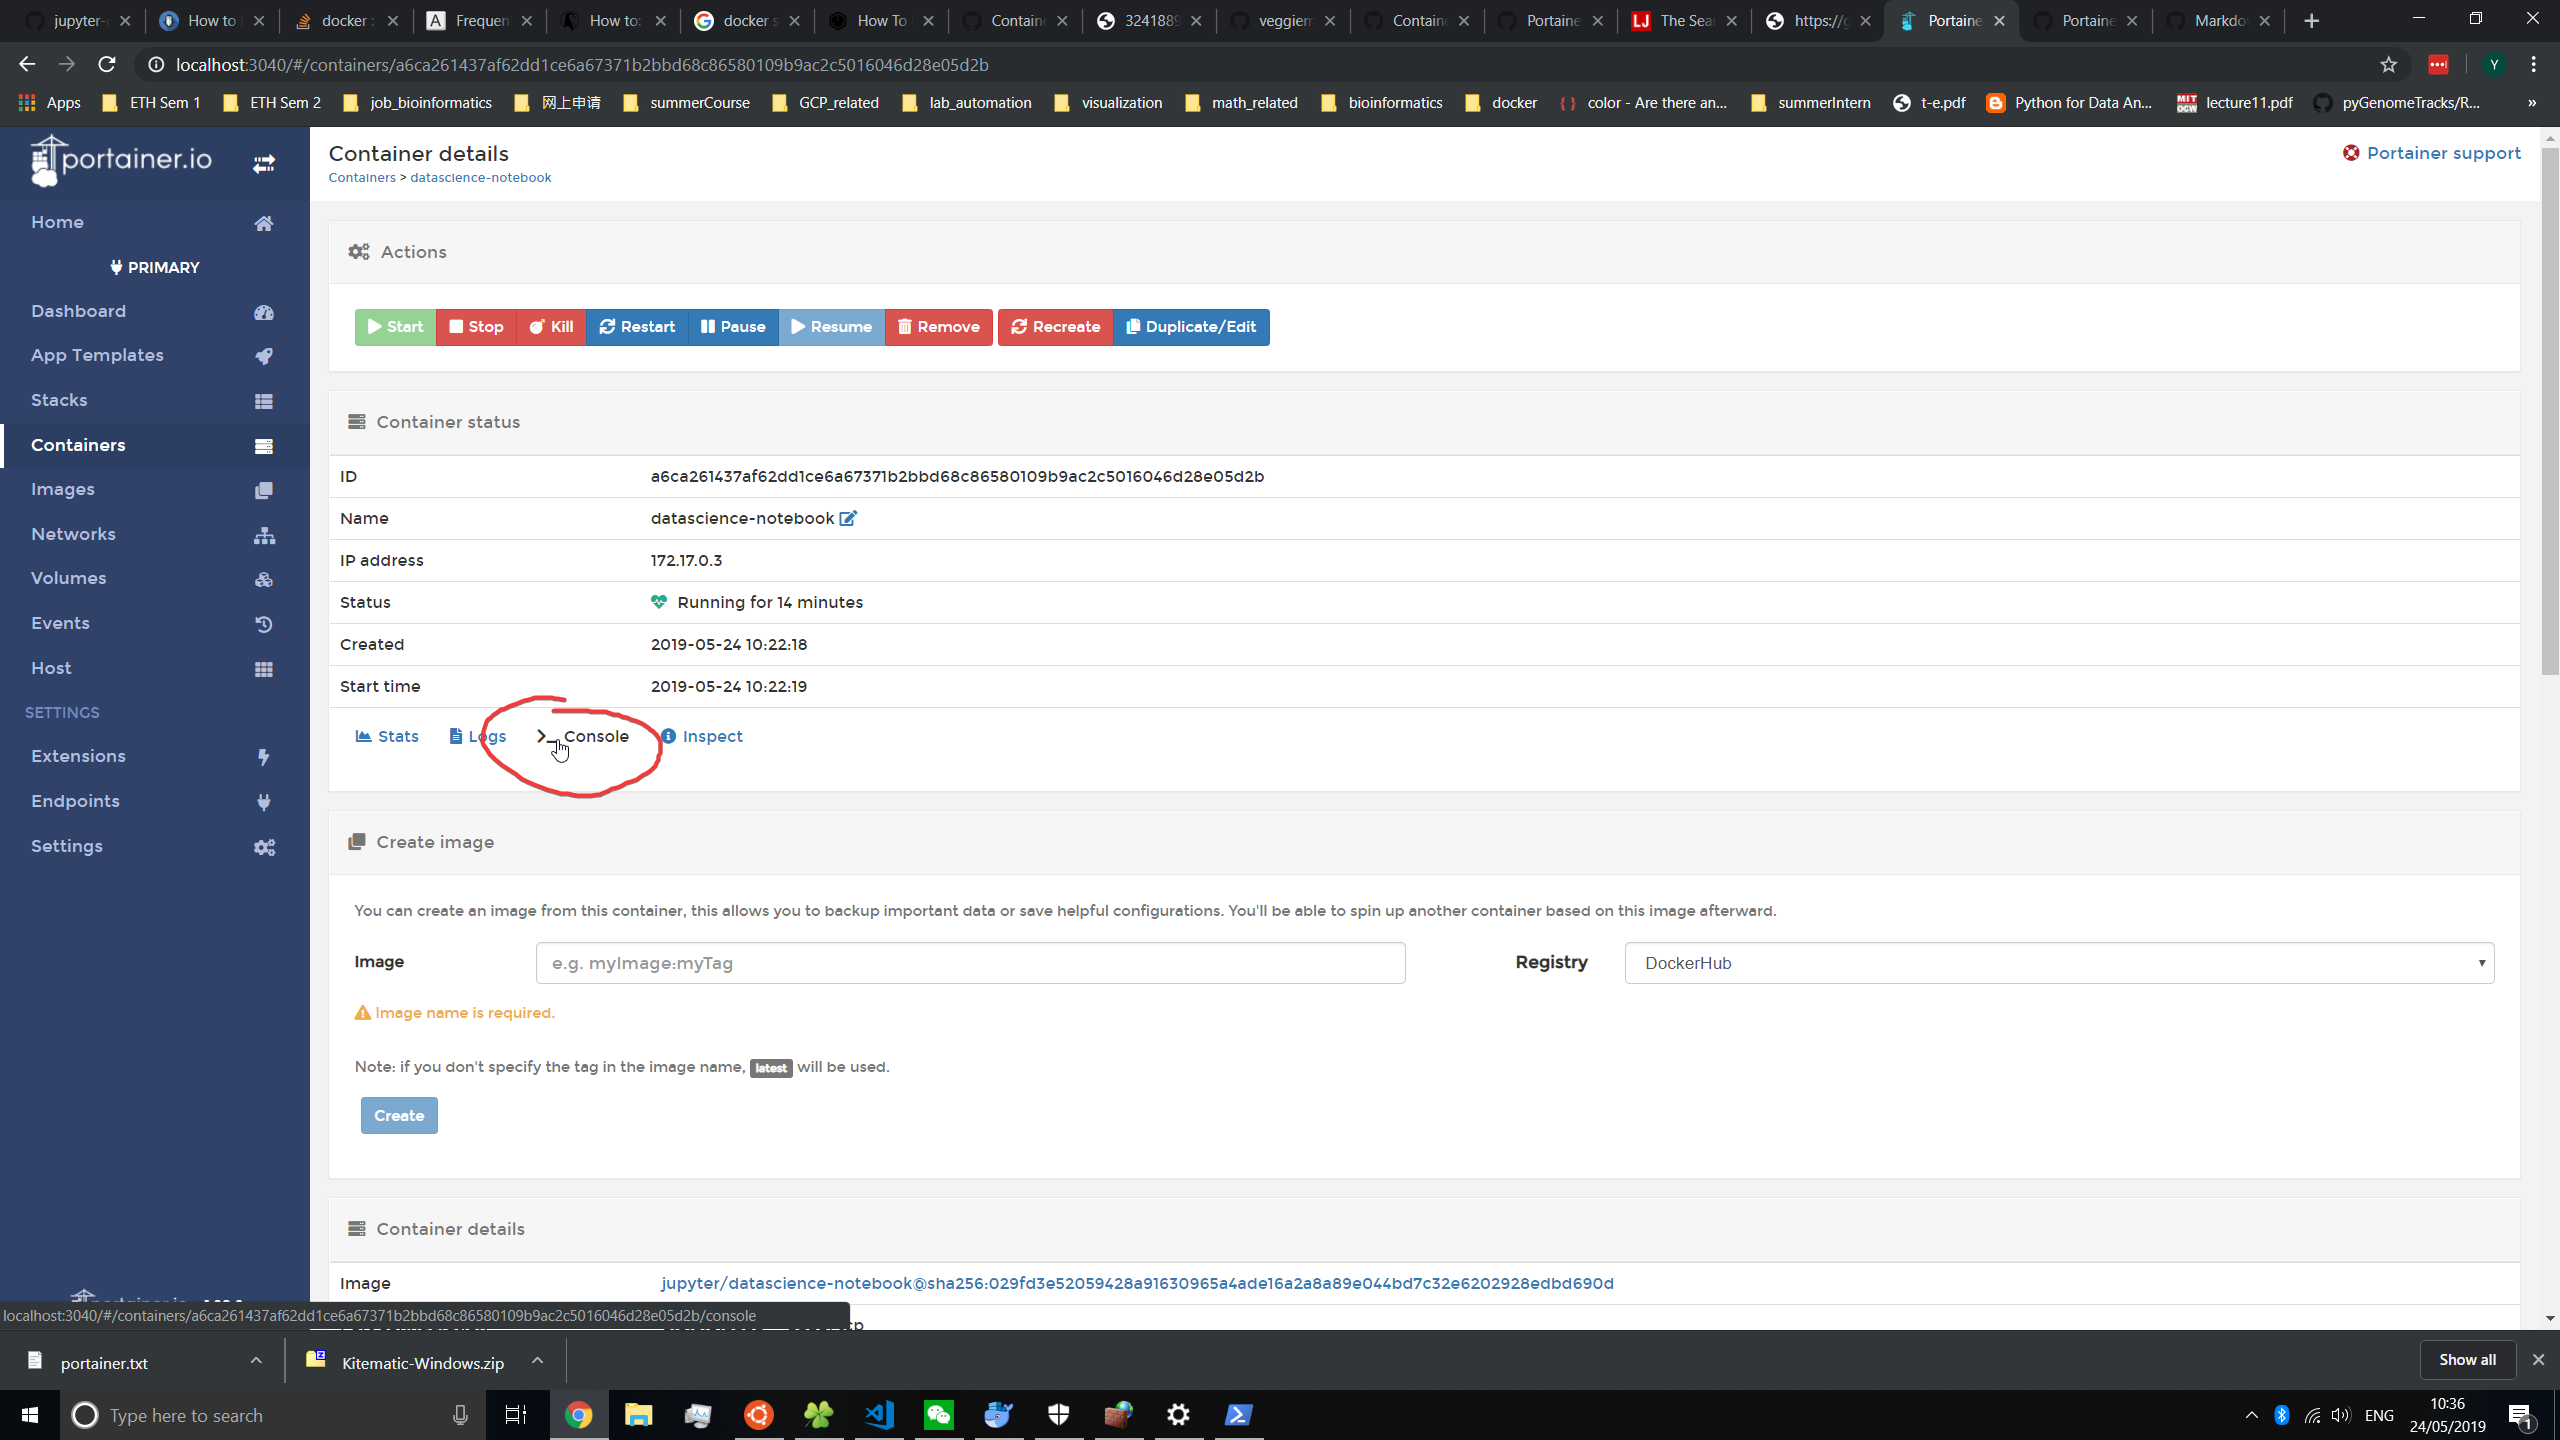 jupyter-
How to
docker :
Frequen
How to:
docker s
How To
Contain
3241889
veggiem
Contain
Portaine
The Sea
https://g
Portaine
Portaine
Markdo
localhost:3040/#/containers/a6ca261437af62dd1ce6a67371b2bbd68c86580109b9ac2c5016046d28e05d2b
Y
Apps
ETH Sem 1
ETH Sem 2
job_bioinformatics
网上申请
summerCourse
GCP_related
lab_automation
visualization
math_related
bioinformatics
docker
color - Are there an...
summerIntern
t-e.pdf
Python for Data An...
lecture11.pdf
pyGenomeTracks/R...
»
portainer.io
Home
PRIMARY
Dashboard
App Templates
Stacks
Containers
Images
Networks
Volumes
Events
Host
SETTINGS
Extensions
Endpoints
Settings
Container details
Portainer support
Containers > datascience-notebook
Actions
Start Stop Kill Restart Pause Resume Remove Recreate Duplicate/Edit
Container status
ID a6ca261437af62dd1ce6a67371b2bbd68c86580109b9ac2c5016046d28e05d2b
Name datascience-notebook
IP address 172.17.0.3
Status Running for 14 minutes
Created 2019-05-24 10:22:18
Start time 2019-05-24 10:22:19
Stats Logs >_ Console Inspect
Create image
You can create an image from this container, this allows you to backup important data or save helpful configurations. You'll be able to spin up another container based on this image afterward.
Image e.g. myImage:myTag Registry DockerHub
Image name is required.
Note: if you don't specify the tag in the image name, latest will be used.
Create
Container details
Image jupyter/datascience-notebook@sha256:029fd3e52059428a91630965a4ade16a2a8a89e044bd7c32e6202928edbd690d
localhost:3040/#/containers/a6ca261437af62dd1ce6a67371b2bbd68c86580109b9ac2c5016046d28e05d2b/console
portainer.txt
Kitematic-Windows.zip
Show all
Type here to search
ENG
10:36
24/05/2019
1